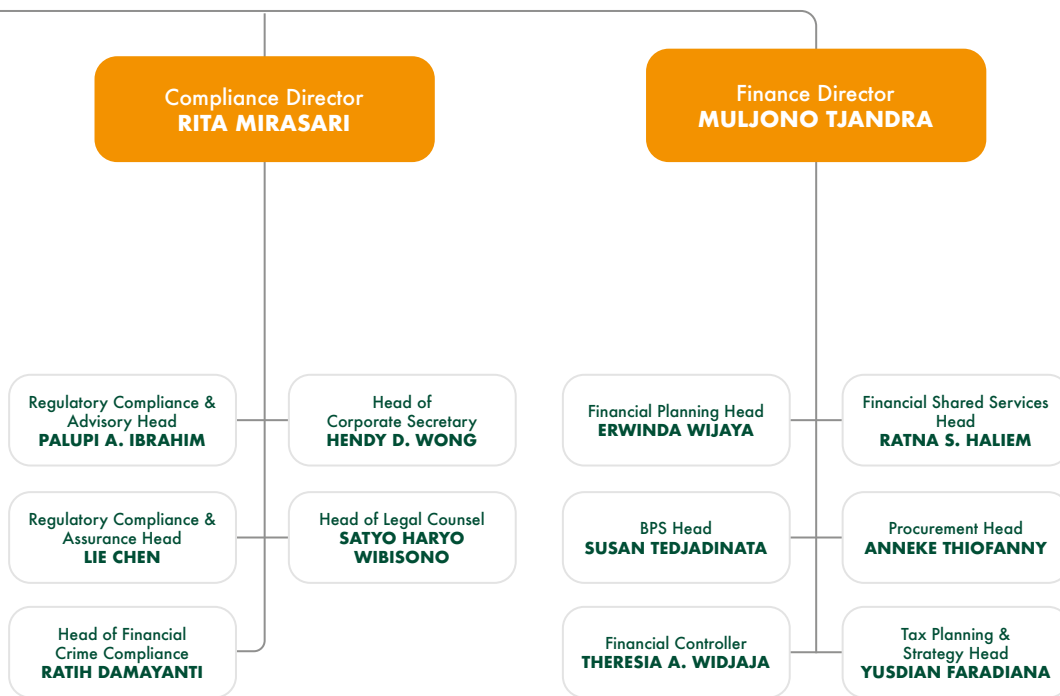 Compliance Director
RITA MIRASARI
Finance Director
MULJONO TJANDRA
Regulatory Compliance &
Advisory Head
PALUPI A. IBRAHIM
Head of
Corporate Secretary
HENDY D. WONG
Regulatory Compliance &
Assurance Head
LIE CHEN
Head of Legal Counsel
SATYO HARYO
WIBISONO
Head of Financial
Crime Compliance
RATIH DAMAYANTI
Financial Planning Head
ERWINDA WIJAYA
Financial Shared Services
Head
RATNA S. HALIEM
BPS Head
SUSAN TEDJADINATA
Procurement Head
ANNEKE THIOFANNY
Financial Controller
THERESIA A. WIDJAJA
Tax Planning &
Strategy Head
YUSDIAN FARADIANA